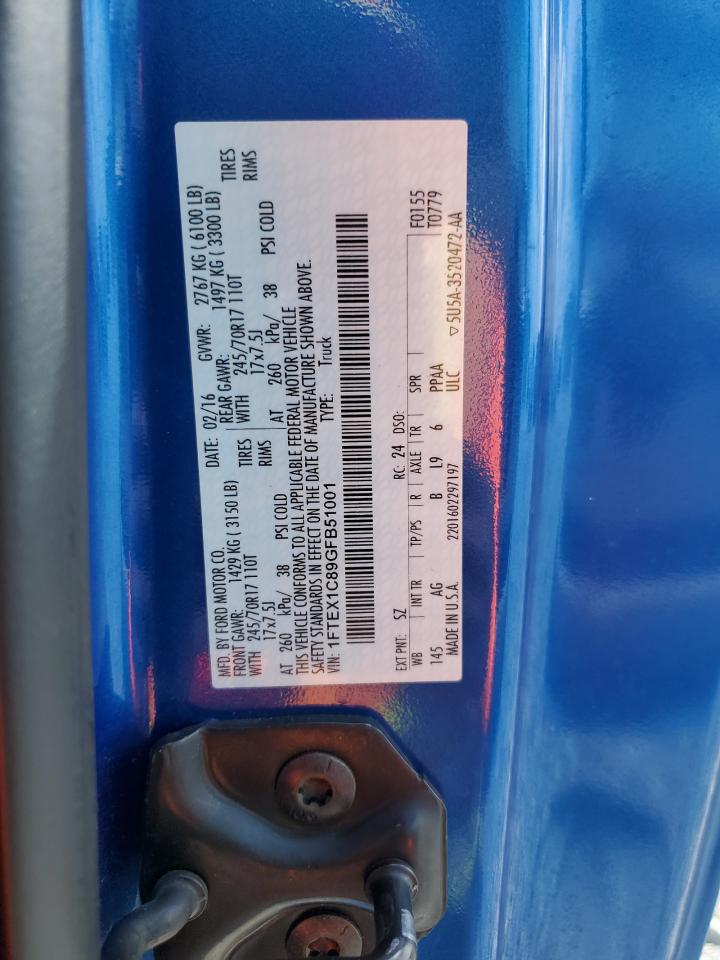 MFD. BY FORD MOTOR CO.
DATE: 02/16 GVWR: 2767 KG ( 6100 LB)
FRONT GAWR: 1429 KG ( 3150 LB) REAR GAWR: 1497 KG ( 3300 LB)
WITH 245/70R17 110T TIRES WITH 245/70R17 110T TIRES
17x7.5J RIMS 17x7.5J RIMS
AT 260 kPa/ 38 PSI COLD AT 260 kPa/ 38 PSI COLD
THIS VEHICLE CONFORMS TO ALL APPLICABLE FEDERAL MOTOR VEHICLE
SAFETY STANDARDS IN EFFECT ON THE DATE OF MANUFACTURE SHOWN ABOVE.
VIN: 1FTEX1C89GFB51001 TYPE: Truck
EXT PNT: SZ RC: 24 DSO: F0155
WB INT TR TP/PS R AXLE TR SPR T0779
145 AG B L9 6 PPAA
MADE IN U.S.A. 2201602297197 ULC ▽ 5U5A-3520472-AA